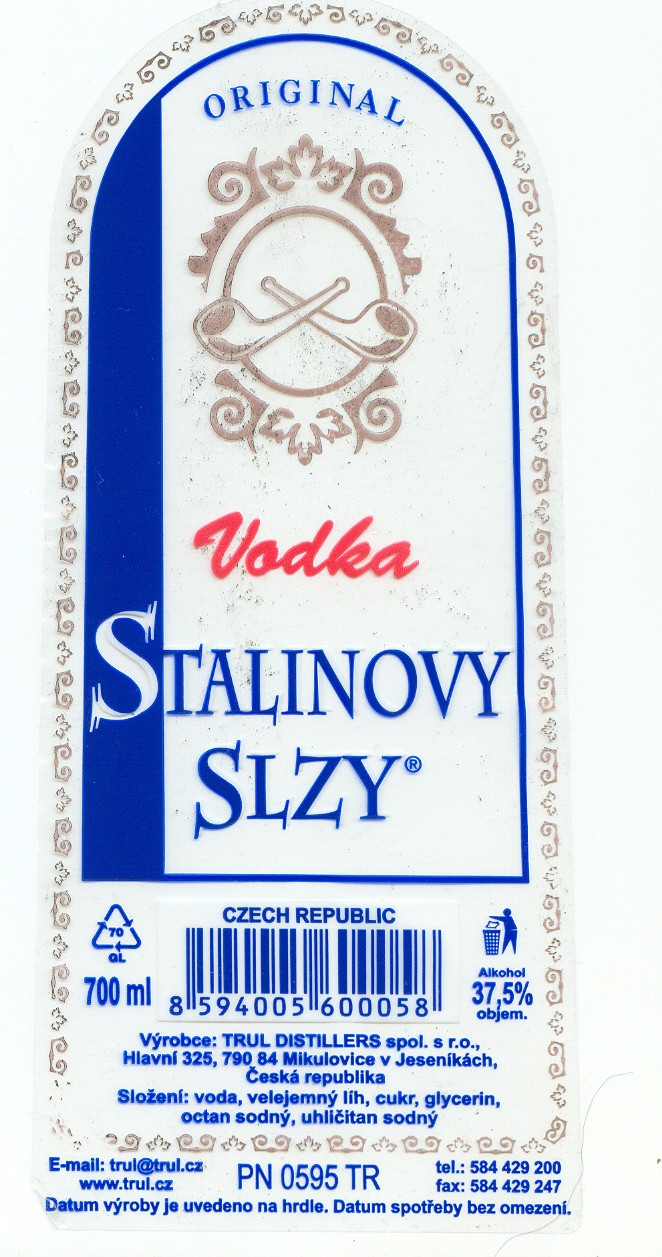 ORIGINAL
Vodka
STALINOVY
SLZY®
70
GL
700 ml
CZECH REPUBLIC
8 594005 600058
Alkohol
37,5%
objem.
Výrobce: TRUL DISTILLERS spol. s r.o.,
Hlavní 325, 790 84 Mikulovice v Jeseníkách,
Česká republika
Složení: voda, velejemný líh, cukr, glycerin,
octan sodný, uhličitan sodný
E-mail: trul@trul.cz
www.trul.cz
PN 0595 TR
tel.: 584 429 200
fax: 584 429 247
Datum výroby je uvedeno na hrdle. Datum spotřeby bez omezení.